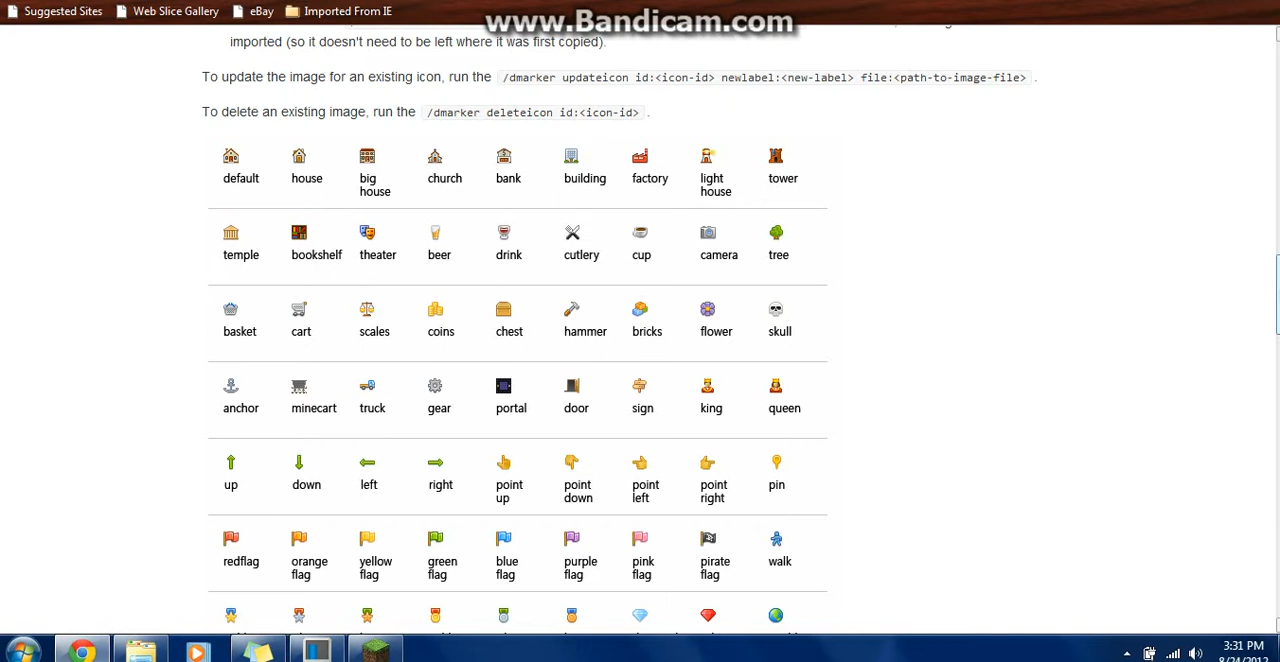 Suggested Sites Web Slice Gallery eBay Imported From IE
www.Bandicam.com
imported (so it doesn't need to be left where it was first copied).
To update the image for an existing icon, run the /dmarker updateicon id:<icon-id> newlabel:<new-label> file:<path-to-image-file> .
To delete an existing image, run the /dmarker deleteicon id:<icon-id> .
default house big house church bank building factory light house tower
temple bookshelf theater beer drink cutlery cup camera tree
basket cart scales coins chest hammer bricks flower skull
anchor minecart truck gear portal door sign king queen
up down left right point up point down point left point right pin
redflag orange flag yellow flag green flag blue flag purple flag pink flag pirate flag walk
3:31 PM
8/24/2012